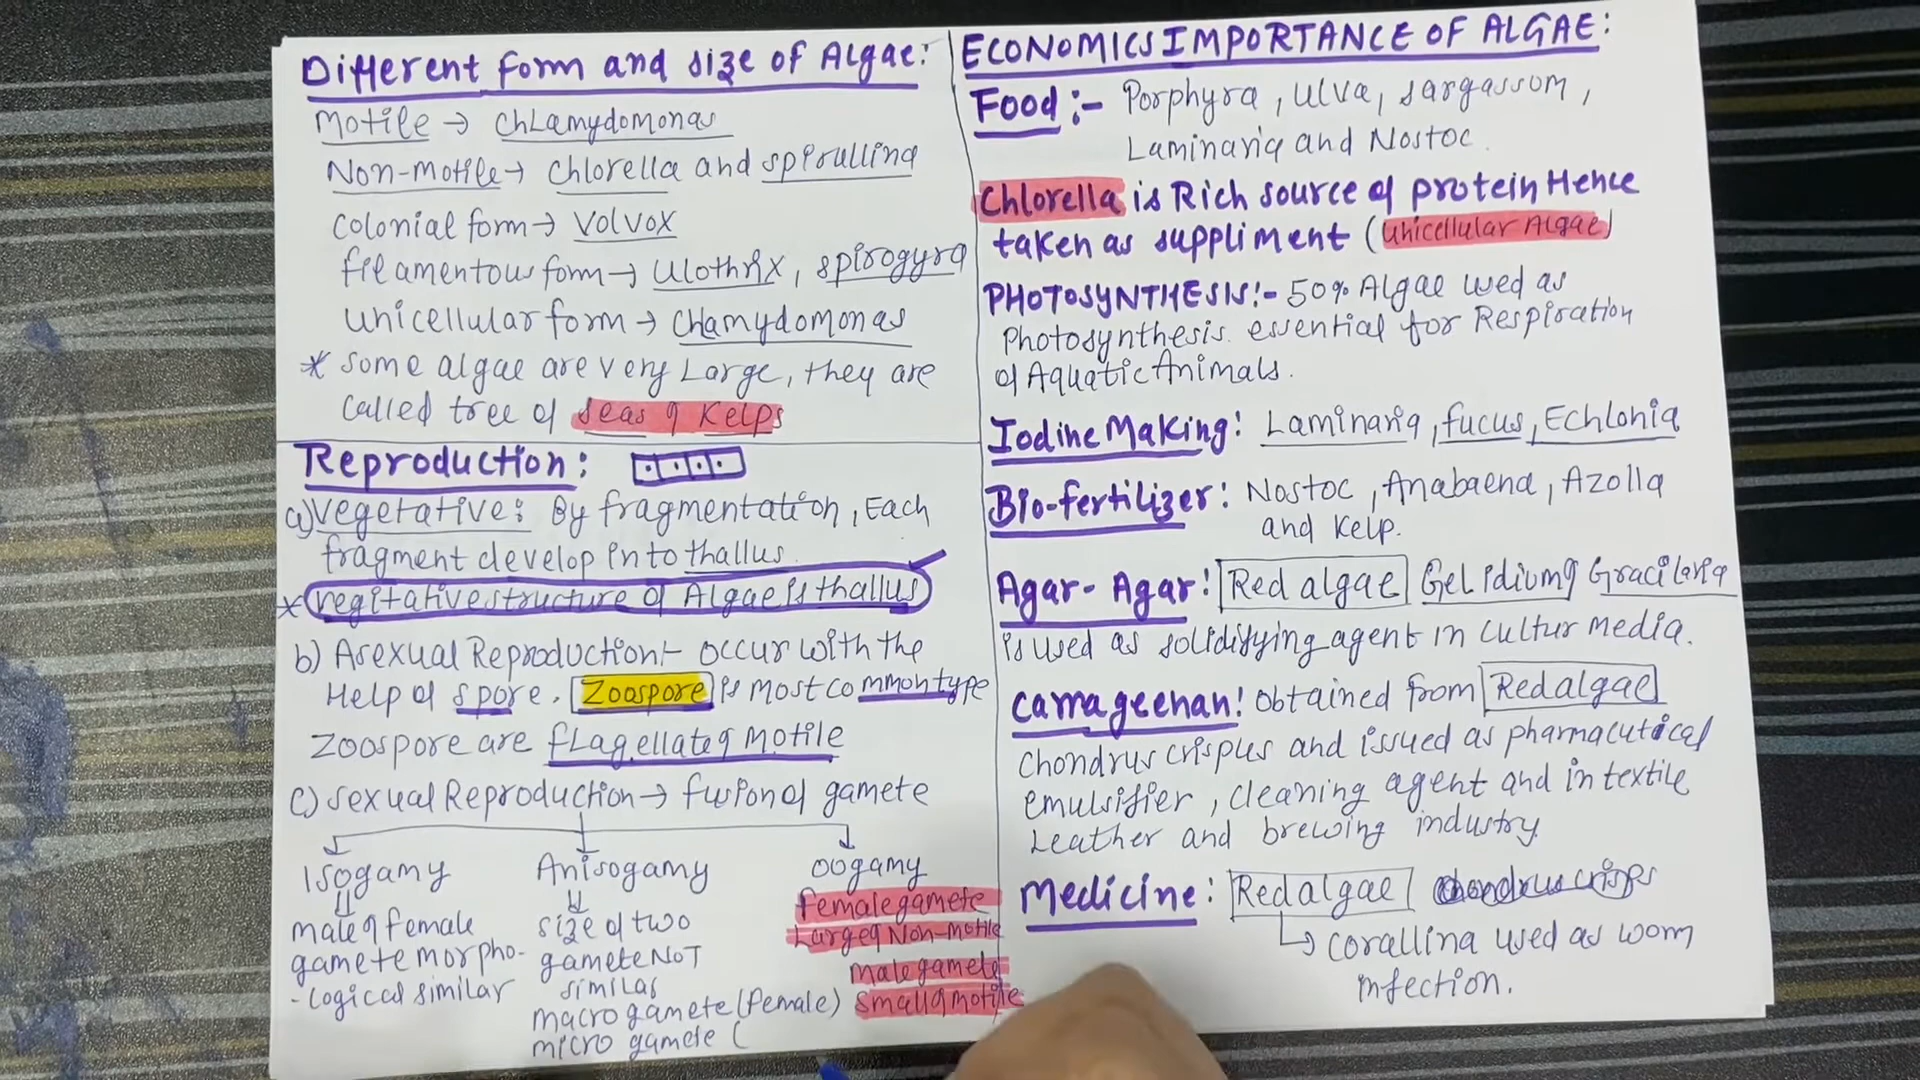 Different form and size of Algae:
Motile → Chlamydomonas
Non-motile → Chlorella and spirullina
Colonial form → Volvox
filamentous form → Ulothrix, spirogyra
Unicellular form → Chlamydomonas
* Some algae are very Large, they are
called tree of seas & Kelps
Reproduction:
a) Vegetative: By fragmentation, Each
fragment develop into thallus.
* vegitative structure of Algae is thallus
b) Asexual Reproduction:- occur with the
Help of spore. Zoospore is most common type
Zoospore are flagellate & motile
c) Sexual Reproduction → fusion of gamete
Isogamy
male & female
gamete morpho-
-logical similar
Anisogamy
size of two
gamete NOT
similar
macro gamete (female)
micro gamete (
oogamy
female gamete
Large & Non-motile
male gamete
small & motile
ECONOMICS IMPORTANCE OF ALGAE:
Food :- Porphyra, Ulva, sargassum,
Laminaria and Nostoc.
Chlorella is Rich source of protein Hence
taken as suppliment (Unicellular Algae)
PHOTOSYNTHESIS:- 50% Algae used as
Photosynthesis. essential for Respiration
of Aquatic Animals.
Iodine Making: Laminaria, fucus, Echlonia
Bio-fertilizer: Nostoc, Anabaena, Azolla
and Kelp.
Agar-Agar: Red algae Gelidium & Gracilaria
is used as solidifying agent in cultur media.
carrageenan: obtained from Red algae
chondrus crispus and issued as pharmacutical
emulsifier, cleaning agent and in textile
Leather and brewing industry
Medicine: Red algae chondrus crisps
↳ corallina used as worm
infection.